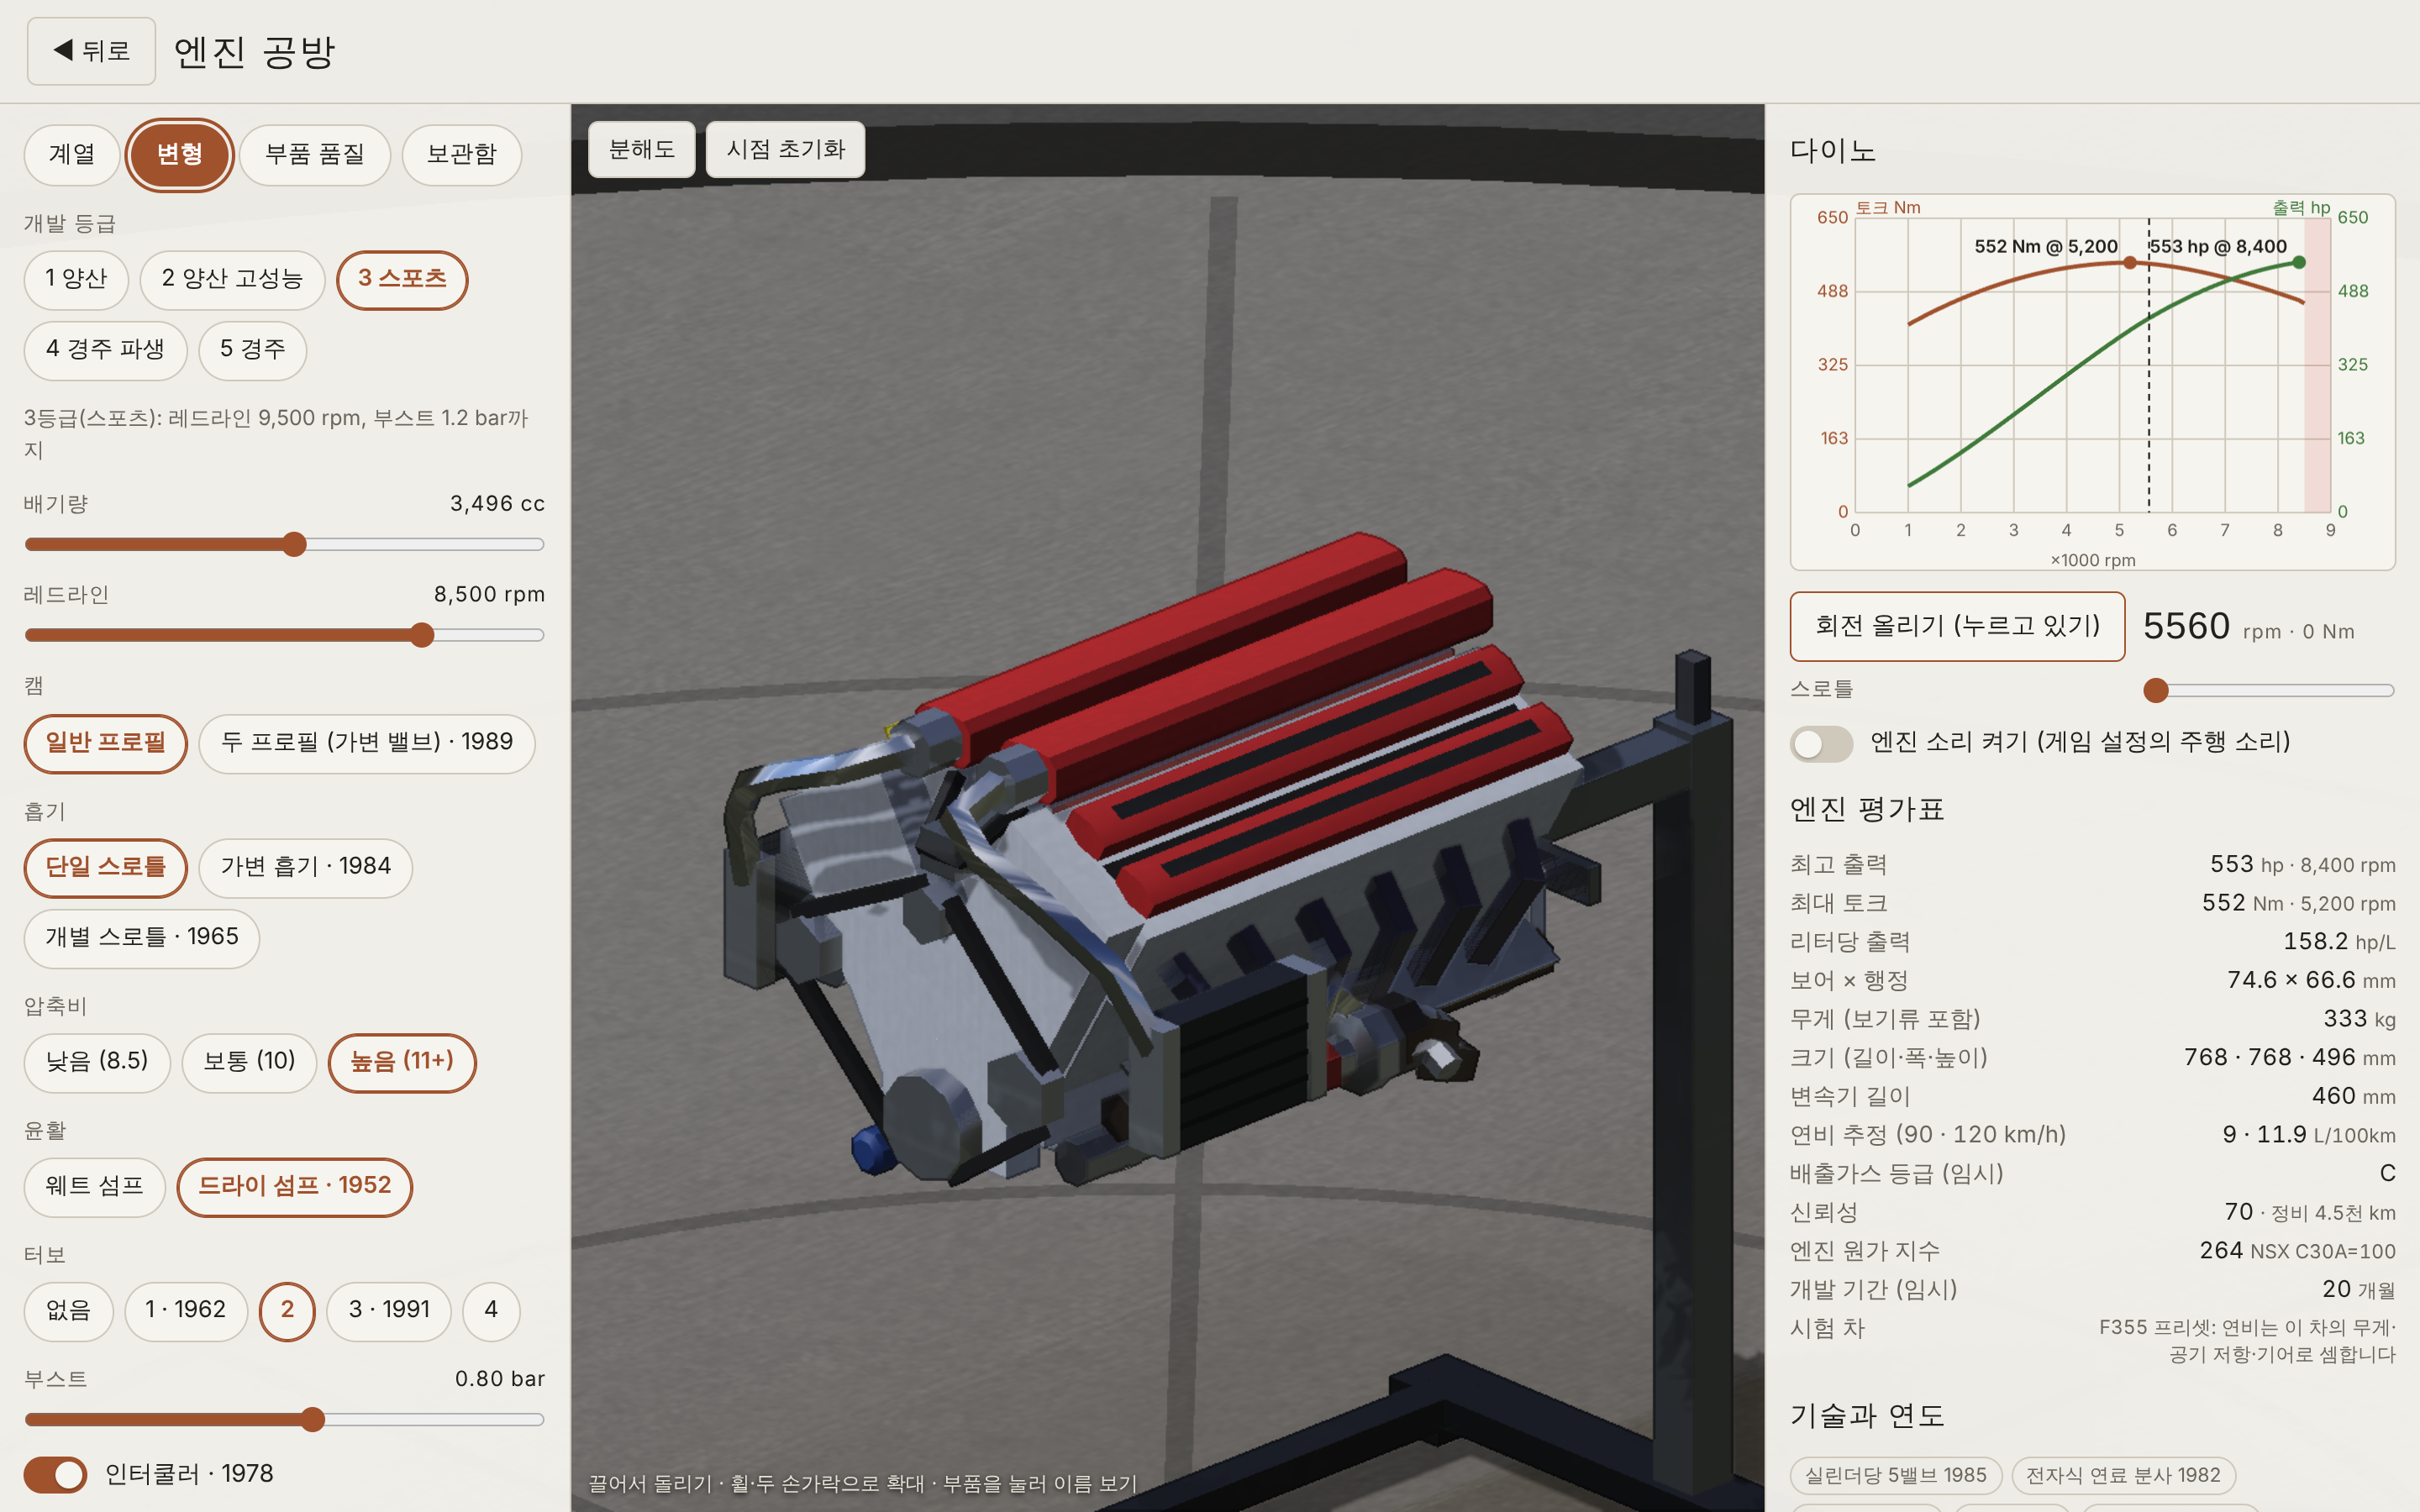 ◀ 뒤로
엔진 공방
계열
변형
부품 품질
보관함
개발 등급
1 양산
2 양산 고성능
3 스포츠
4 경주 파생
5 경주
3등급(스포츠): 레드라인 9,500 rpm, 부스트 1.2 bar까
지
배기량
3,496 cc
레드라인
8,500 rpm
캠
일반 프로필
두 프로필 (가변 밸브) · 1989
흡기
단일 스로틀
가변 흡기 · 1984
개별 스로틀 · 1965
압축비
낮음 (8.5)
보통 (10)
높음 (11+)
윤활
웨트 섬프
드라이 섬프 · 1952
터보
없음
1 · 1962
2
3 · 1991
4
부스트
0.80 bar
인터쿨러 · 1978
분해도
시점 초기화
끌어서 돌리기 · 휠·두 손가락으로 확대 · 부품을 눌러 이름 보기
다이노
토크 Nm
출력 hp
650
650
552 Nm @ 5,200
553 hp @ 8,400
488
488
325
325
163
163
0
0
0 1 2 3 4 5 6 7 8 9
×1000 rpm
회전 올리기 (누르고 있기)
5560 rpm · 0 Nm
스로틀
엔진 소리 켜기 (게임 설정의 주행 소리)
엔진 평가표
최고 출력 553 hp · 8,400 rpm
최대 토크 552 Nm · 5,200 rpm
리터당 출력 158.2 hp/L
보어 × 행정 74.6 × 66.6 mm
무게 (보기류 포함) 333 kg
크기 (길이·폭·높이) 768 · 768 · 496 mm
변속기 길이 460 mm
연비 추정 (90 · 120 km/h) 9 · 11.9 L/100km
배출가스 등급 (임시) C
신뢰성 70 · 정비 4.5천 km
엔진 원가 지수 264 NSX C30A=100
개발 기간 (임시) 20 개월
시험 차 F355 프리셋: 연비는 이 차의 무게·
공기 저항·기어로 셈합니다
기술과 연도
실린더당 5밸브 1985
전자식 연료 분사 1982